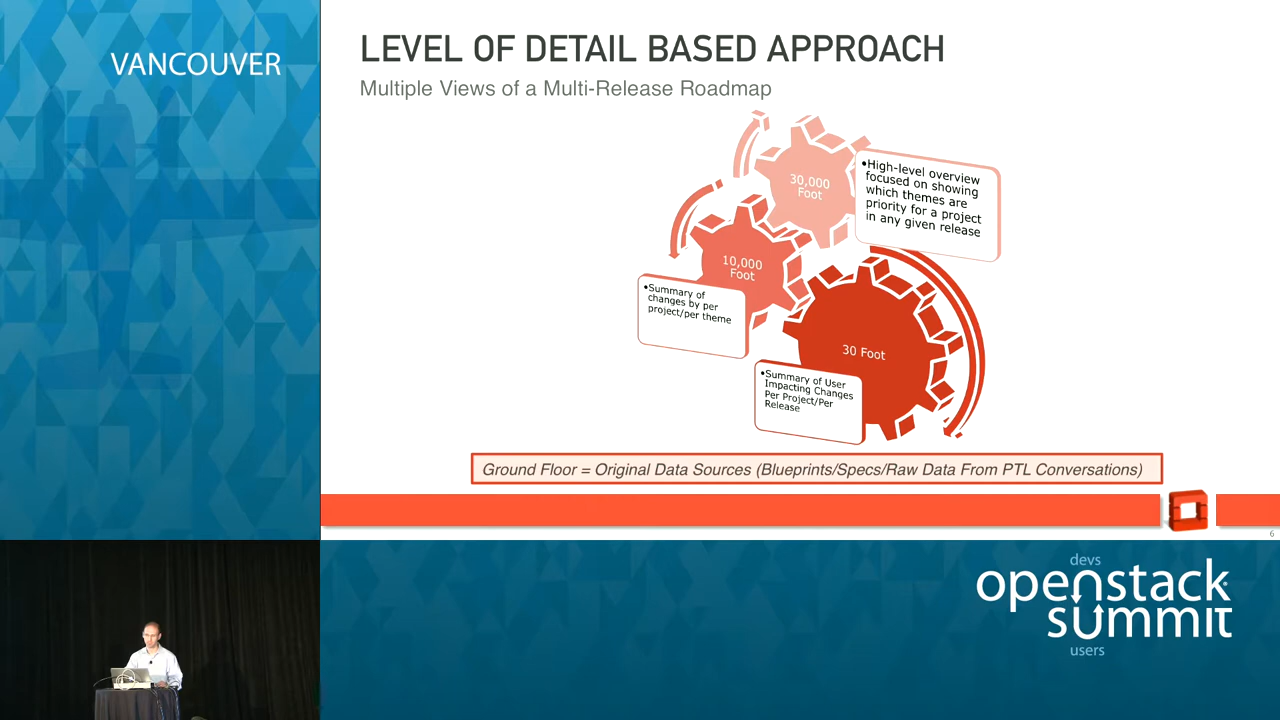 VANCOUVER
LEVEL OF DETAIL BASED APPROACH
Multiple Views of a Multi-Release Roadmap
30,000
Foot
•High-level overview
focused on showing
which themes are
priority for a project
in any given release
10,000
Foot
•Summary of
changes by per
project/per theme
30 Foot
•Summary of User
Impacting Changes
Per Project/Per
Release
Ground Floor = Original Data Sources (Blueprints/Specs/Raw Data From PTL Conversations)
6
devs
openstack
summit
users